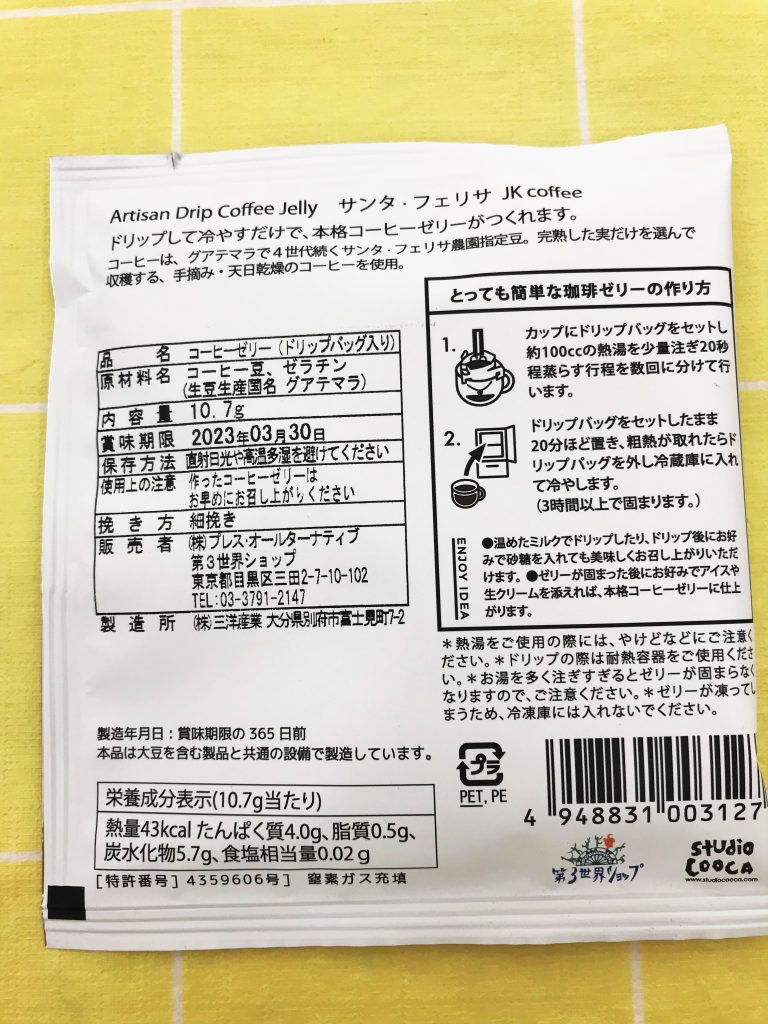 Artisan Drip Coffee Jelly サンタ・フェリサ JK coffee
ドリップして冷やすだけで、本格コーヒーゼリーがつくれます。
コーヒーは、グアテマラで4世代続くサンタ・フェリサ農園指定豆。完熟した実だけを選んで
収穫する、手摘み・天日乾燥のコーヒーを使用。
品名 コーヒーゼリー（ドリップバッグ入り）
原材料名 コーヒー豆、ゼラチン
（生豆生産国名 グアテマラ）
内容量 10.7g
賞味期限 2023年03月30日
保存方法 直射日光や高温多湿を避けてください
使用上の注意 作ったコーヒーゼリーは
お早めにお召し上がりください
挽き方 細挽き
販売者 ㈱プレス・オールターナティブ
第3世界ショップ
東京都目黒区三田2-7-10-102
TEL:03-3791-2147
製造所 ㈱三洋産業 大分県別府市富士見町7-2
製造年月日：賞味期限の365日前
本品は大豆を含む製品と共通の設備で製造しています。
栄養成分表示(10.7g当たり)
熱量43kcal たんぱく質4.0g、脂質0.5g、
炭水化物5.7g、食塩相当量0.02g
[特許番号] 4359606号] 窒素ガス充填
とっても簡単な珈琲ゼリーの作り方
1. カップにドリップバッグをセットし
約100ccの熱湯を少量注ぎ20秒
程蒸らす行程を数回に分けて行
います。
2. ドリップバッグをセットしたまま
20分ほど置き、粗熱が取れたらド
リップバッグを外し冷蔵庫に入れ
て冷やします。
（3時間以上で固まります。）
ENJOY IDEA
●温めたミルクでドリップしたり、ドリップ後にお好
みで砂糖を入れても美味しくお召し上がりいただ
けます。●ゼリーが固まった後にお好みでアイスや
生クリームを添えれば、本格コーヒーゼリーに仕上
がります。
＊熱湯をご使用の際には、やけどなどにご注意く
ださい。＊ドリップの際は耐熱容器をご使用くださ
い。＊お湯を多く注ぎすぎるとゼリーが固まらなく
なりますので、ご注意ください。＊ゼリーが凍ってし
まうため、冷凍庫には入れないでください。
プラ
PET, PE
4 948831 003127
第3世界ショップ
studio COOCA
www.studiocooca.com